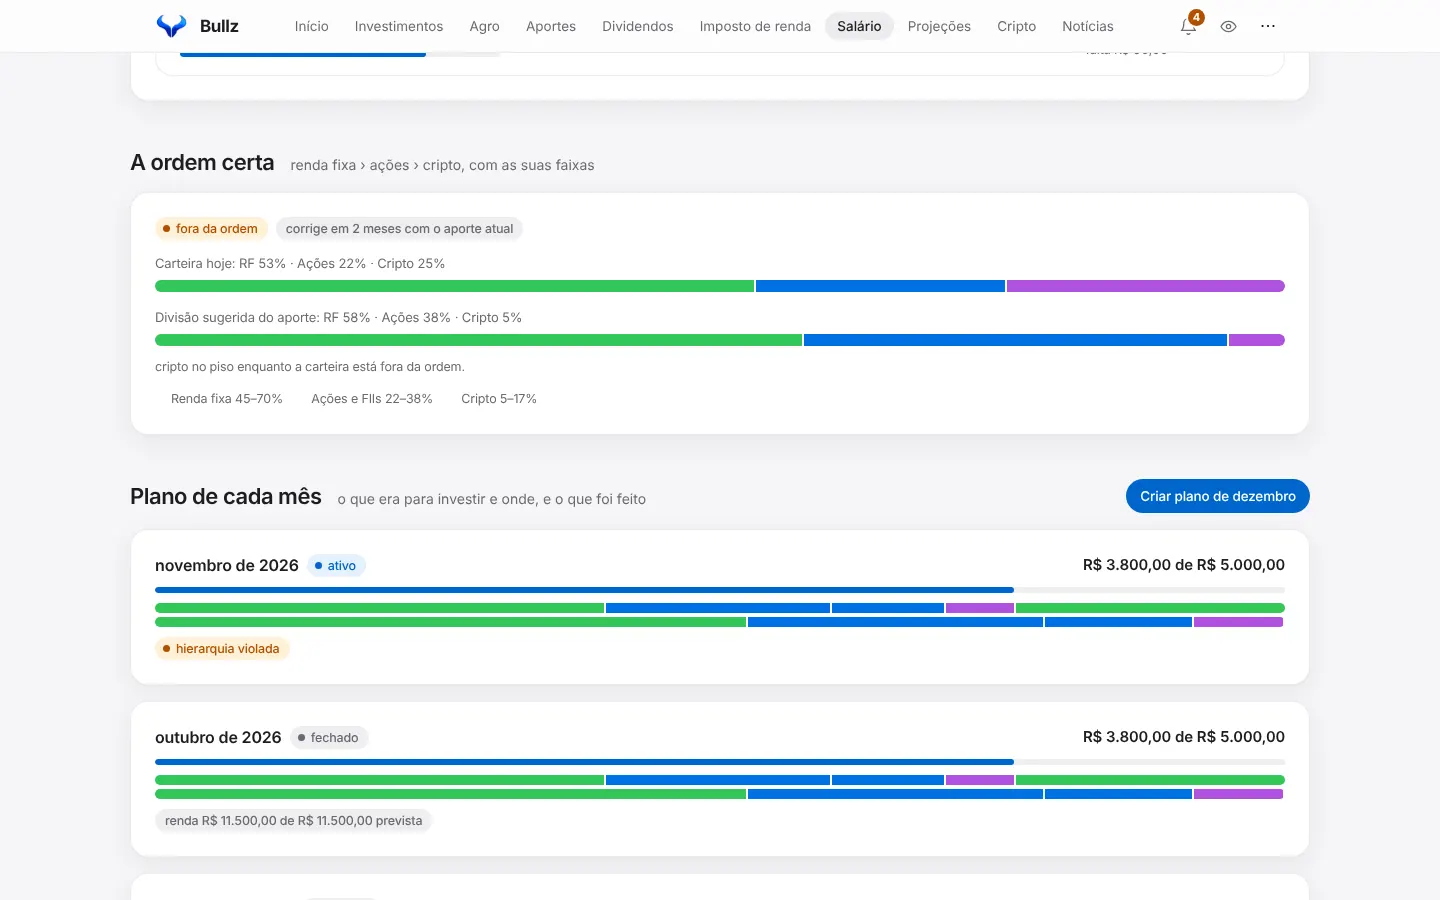 Bullz
Início Investimentos Agro Aportes Dividendos Imposto de renda Salário Projeções Cripto Notícias
4
A ordem certa renda fixa › ações › cripto, com as suas faixas
fora da ordem corrige em 2 meses com o aporte atual
Carteira hoje: RF 53% · Ações 22% · Cripto 25%
Divisão sugerida do aporte: RF 58% · Ações 38% · Cripto 5%
cripto no piso enquanto a carteira está fora da ordem.
Renda fixa 45–70% Ações e FIIs 22–38% Cripto 5–17%
Plano de cada mês o que era para investir e onde, e o que foi feito Criar plano de dezembro
novembro de 2026 ativo R$ 3.800,00 de R$ 5.000,00
hierarquia violada
outubro de 2026 fechado R$ 3.800,00 de R$ 5.000,00
renda R$ 11.500,00 de R$ 11.500,00 prevista